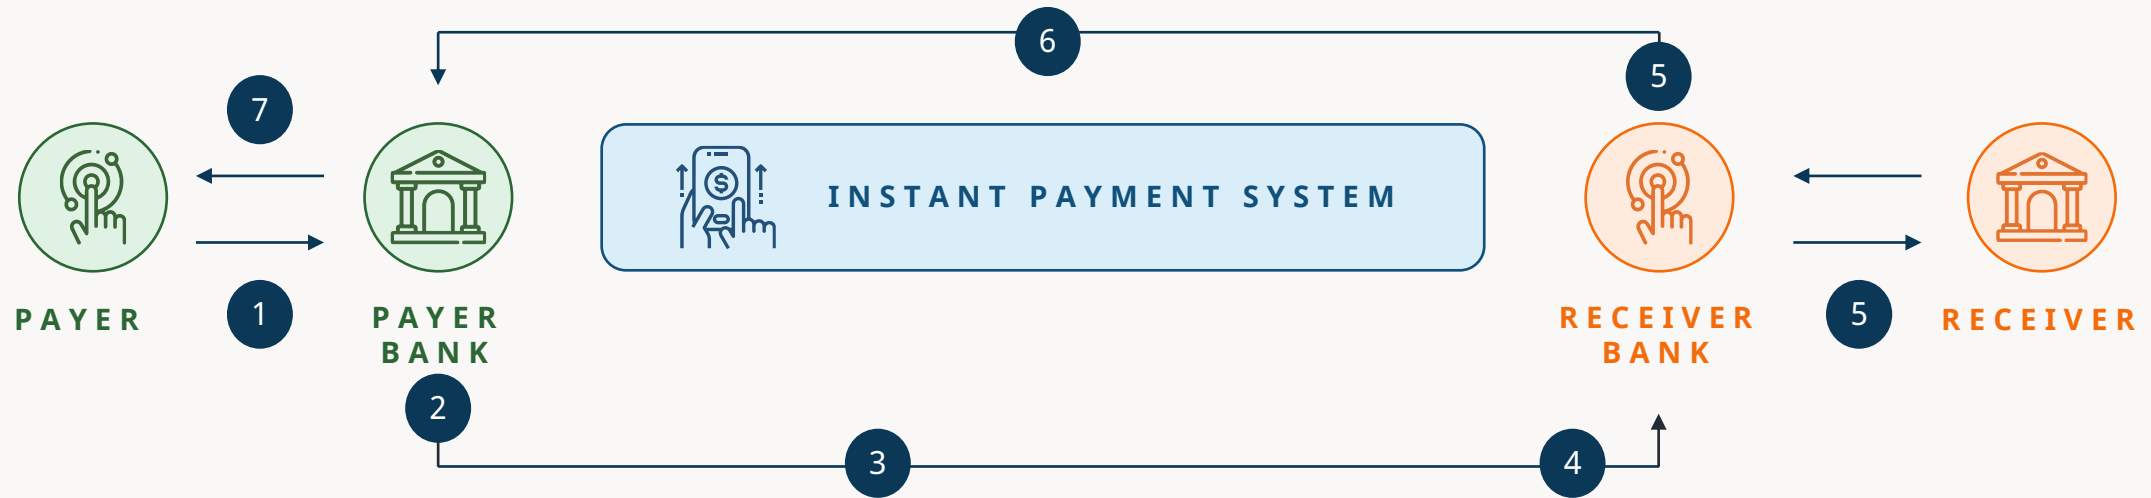 6
5
7
INSTANT PAYMENT SYSTEM
PAYER
1
PAYER
BANK
RECEIVER
BANK
5
RECEIVER
2
3
4